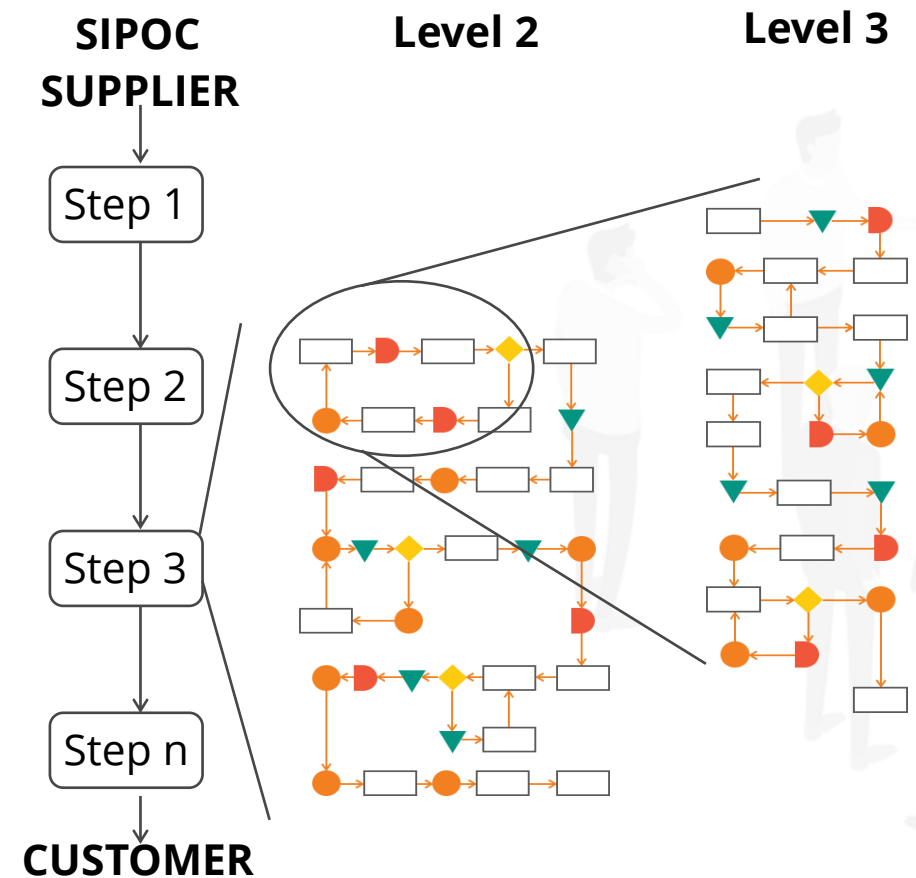 SIPOC
SUPPLIER
Step 1
Step 2
Step 3
Step n
CUSTOMER
Level 2
Level 3